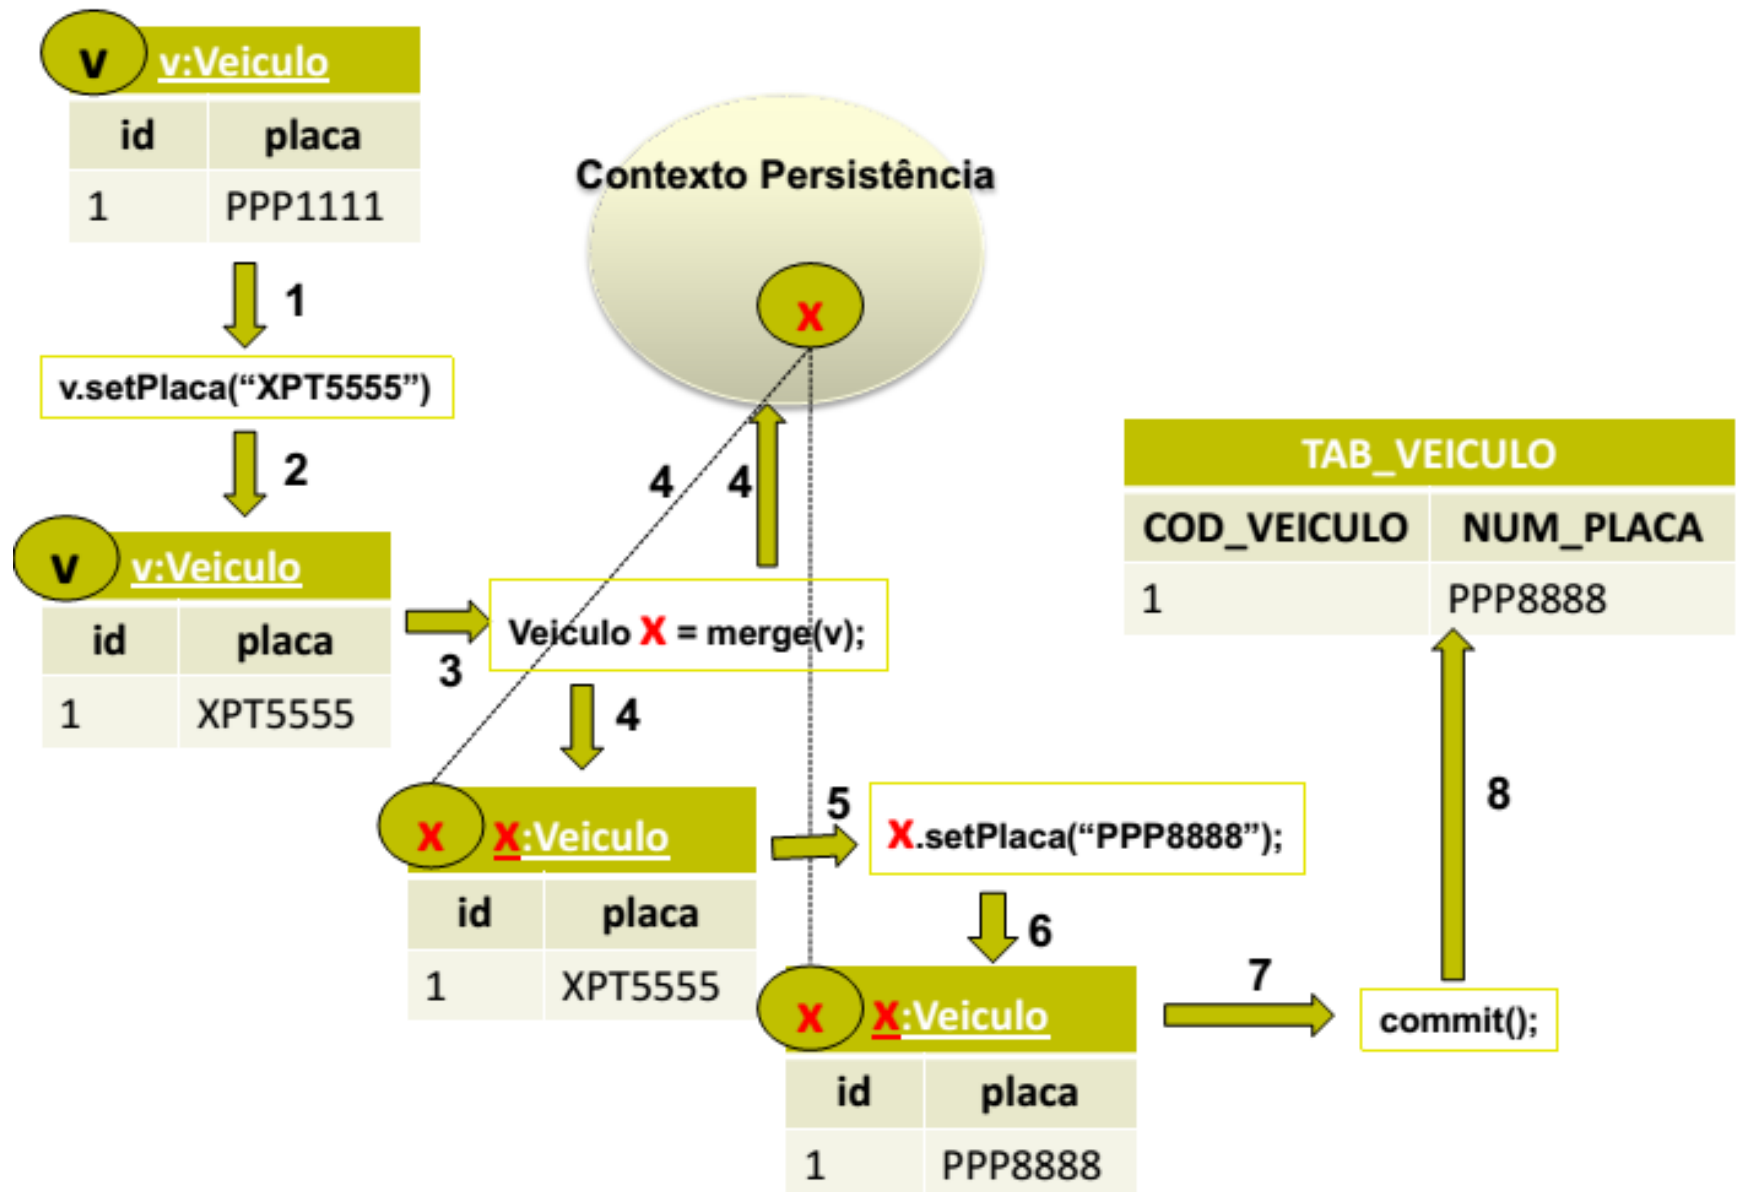 v
v:Veiculo
id placa
1 PPP1111
1
v.setPlaca(“XPT5555”)
2
v
v:Veiculo
id placa
1 XPT5555
3
Veiculo X = merge(v);
Contexto Persistência
x
4
4
4
x
X:Veiculo
id placa
1 XPT5555
5
X.setPlaca(“PPP8888”);
6
x
X:Veiculo
id placa
1 PPP8888
7
commit();
8
TAB_VEICULO
COD_VEICULO NUM_PLACA
1 PPP8888